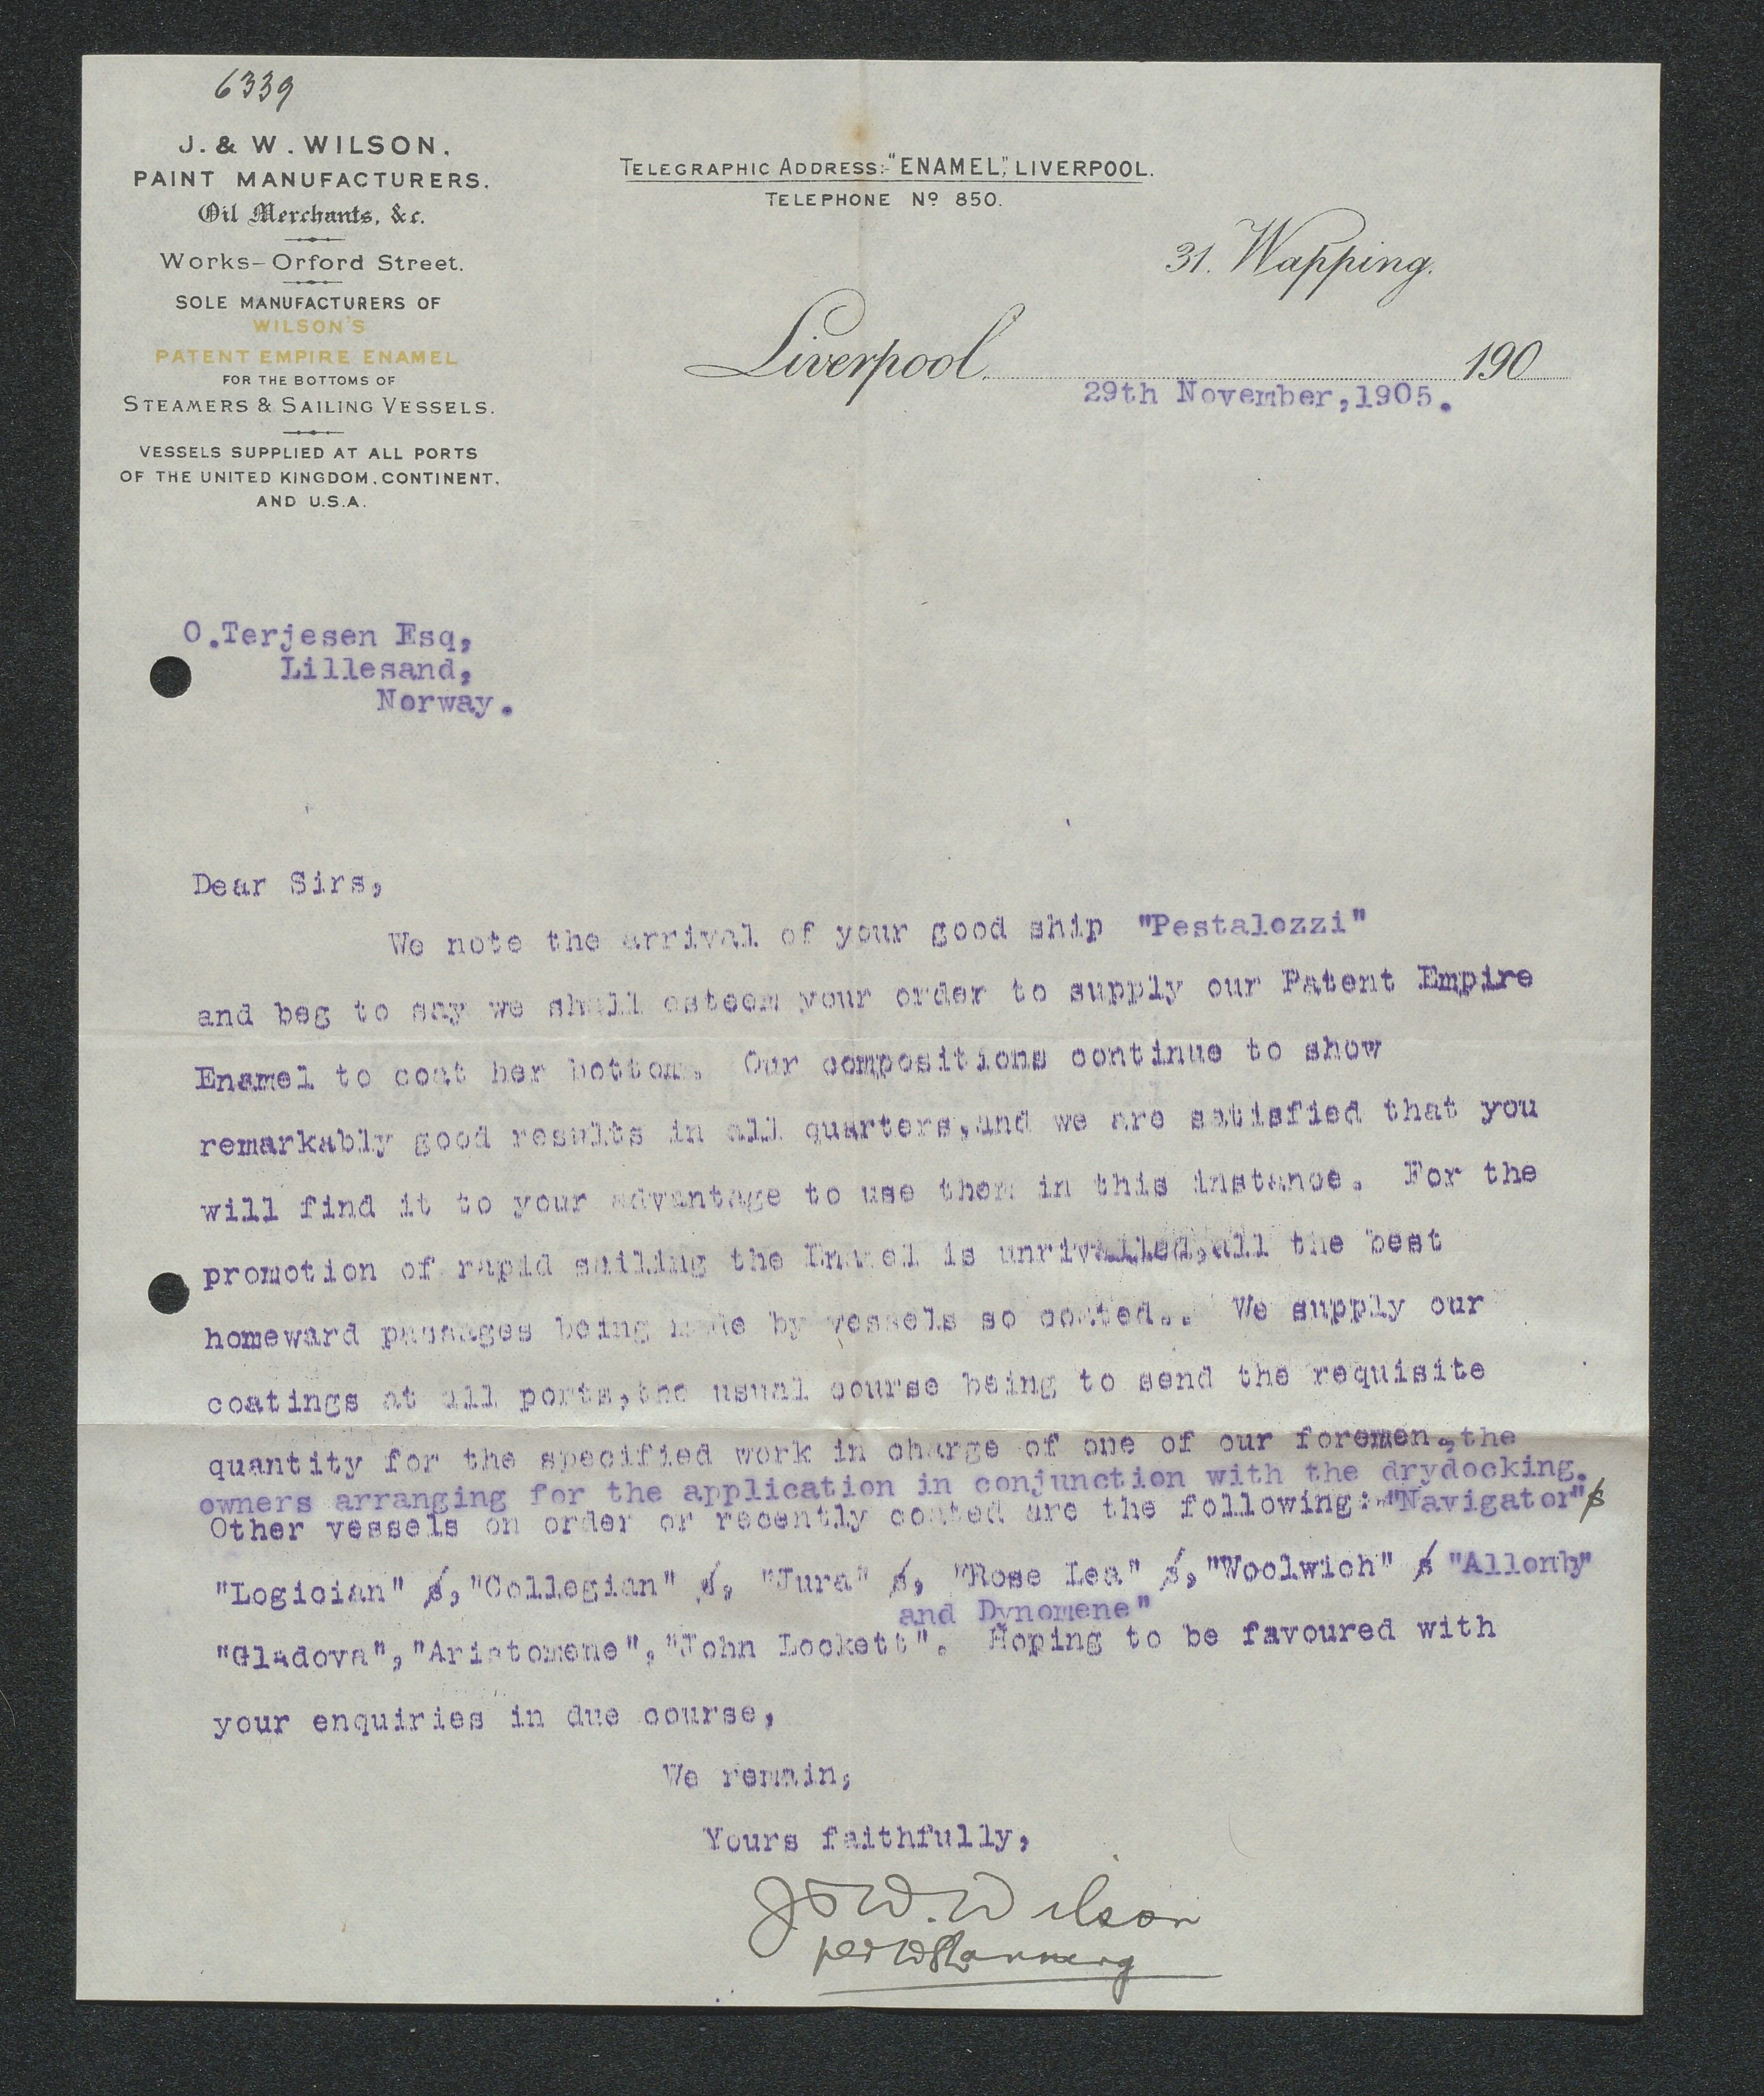 6339
J. & W. WILSON.
PAINT MANUFACTURERS.
Oil Merchants, &c.
Works-Orford Street.
SOLE MANUFACTURERS OF
WILSON'S
PATENT EMPIRE ENAMEL
FOR THE BOTTOMS OF
STEAMERS & SAILING VESSELS.
VESSELS SUPPLIED AT ALL PORTS
OF THE UNITED KINGDOM, CONTINENT,
AND U.S.A.
TELEGRAPHIC ADDRESS:-"ENAMEL", LIVERPOOL.
TELEPHONE Nº 850.
31. Wapping.
Liverpool 190
29th November,1905.
O.Terjesen Esq,
Lillesand,
Norway.
Dear Sirs,
We note the arrival of your good ship "Pestalozzi"
and beg to say we shall esteem your order to supply our Patent Empire
Enamel to coat her bottom. Our compositions continue to show
remarkably good results in all quarters,and we are satisfied that you
will find it to your advantage to use them in this instance. For the
promotion of rapid sailing the Enamel is unrivalled,all the best
homeward passages being made by vessels so coated.. We supply our
coatings at all ports,the usual course being to send the requisite
quantity for the specified work in charge of one of our foremen.,the
owners arranging for the application in conjunction with the drydocking.
Other vessels on order or recently coated are the following:-"Navigator" s
"Logician" s, "Collegian" s, "Jura" s, "Rose Lea" s, "Woolwich" s "Allonby"
and Dynomene"
"Gladova", "Aristomene", "John Lockett". Hoping to be favoured with
your enquiries in due course,
We remain,
Yours faithfully,
J & W. Wilson
per